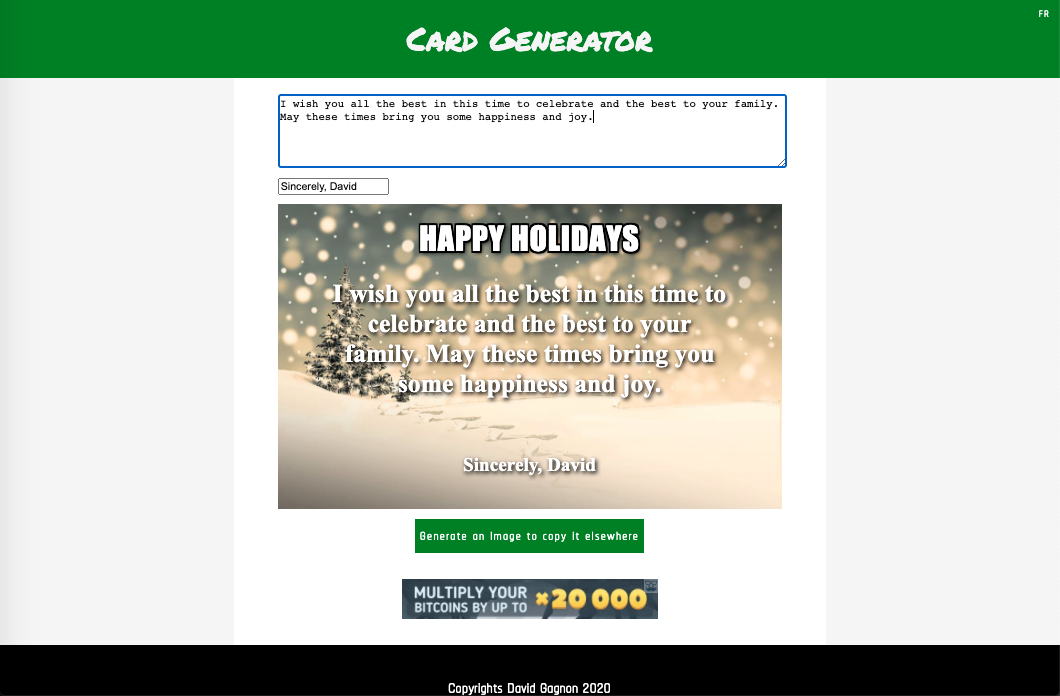 FR
Card Generator
I wish you all the best in this time to celebrate and the best to your family.
May these times bring you some happiness and joy.
Sincerely, David
HAPPY HOLIDAYS
I wish you all the best in this time to
celebrate and the best to your
family. May these times bring you
some happiness and joy.
Sincerely, David
Generate an image to copy it elsewhere
MULTIPLY YOUR
BITCOINS BY UP TO ×20 000
Copyrights David Gagnon 2020